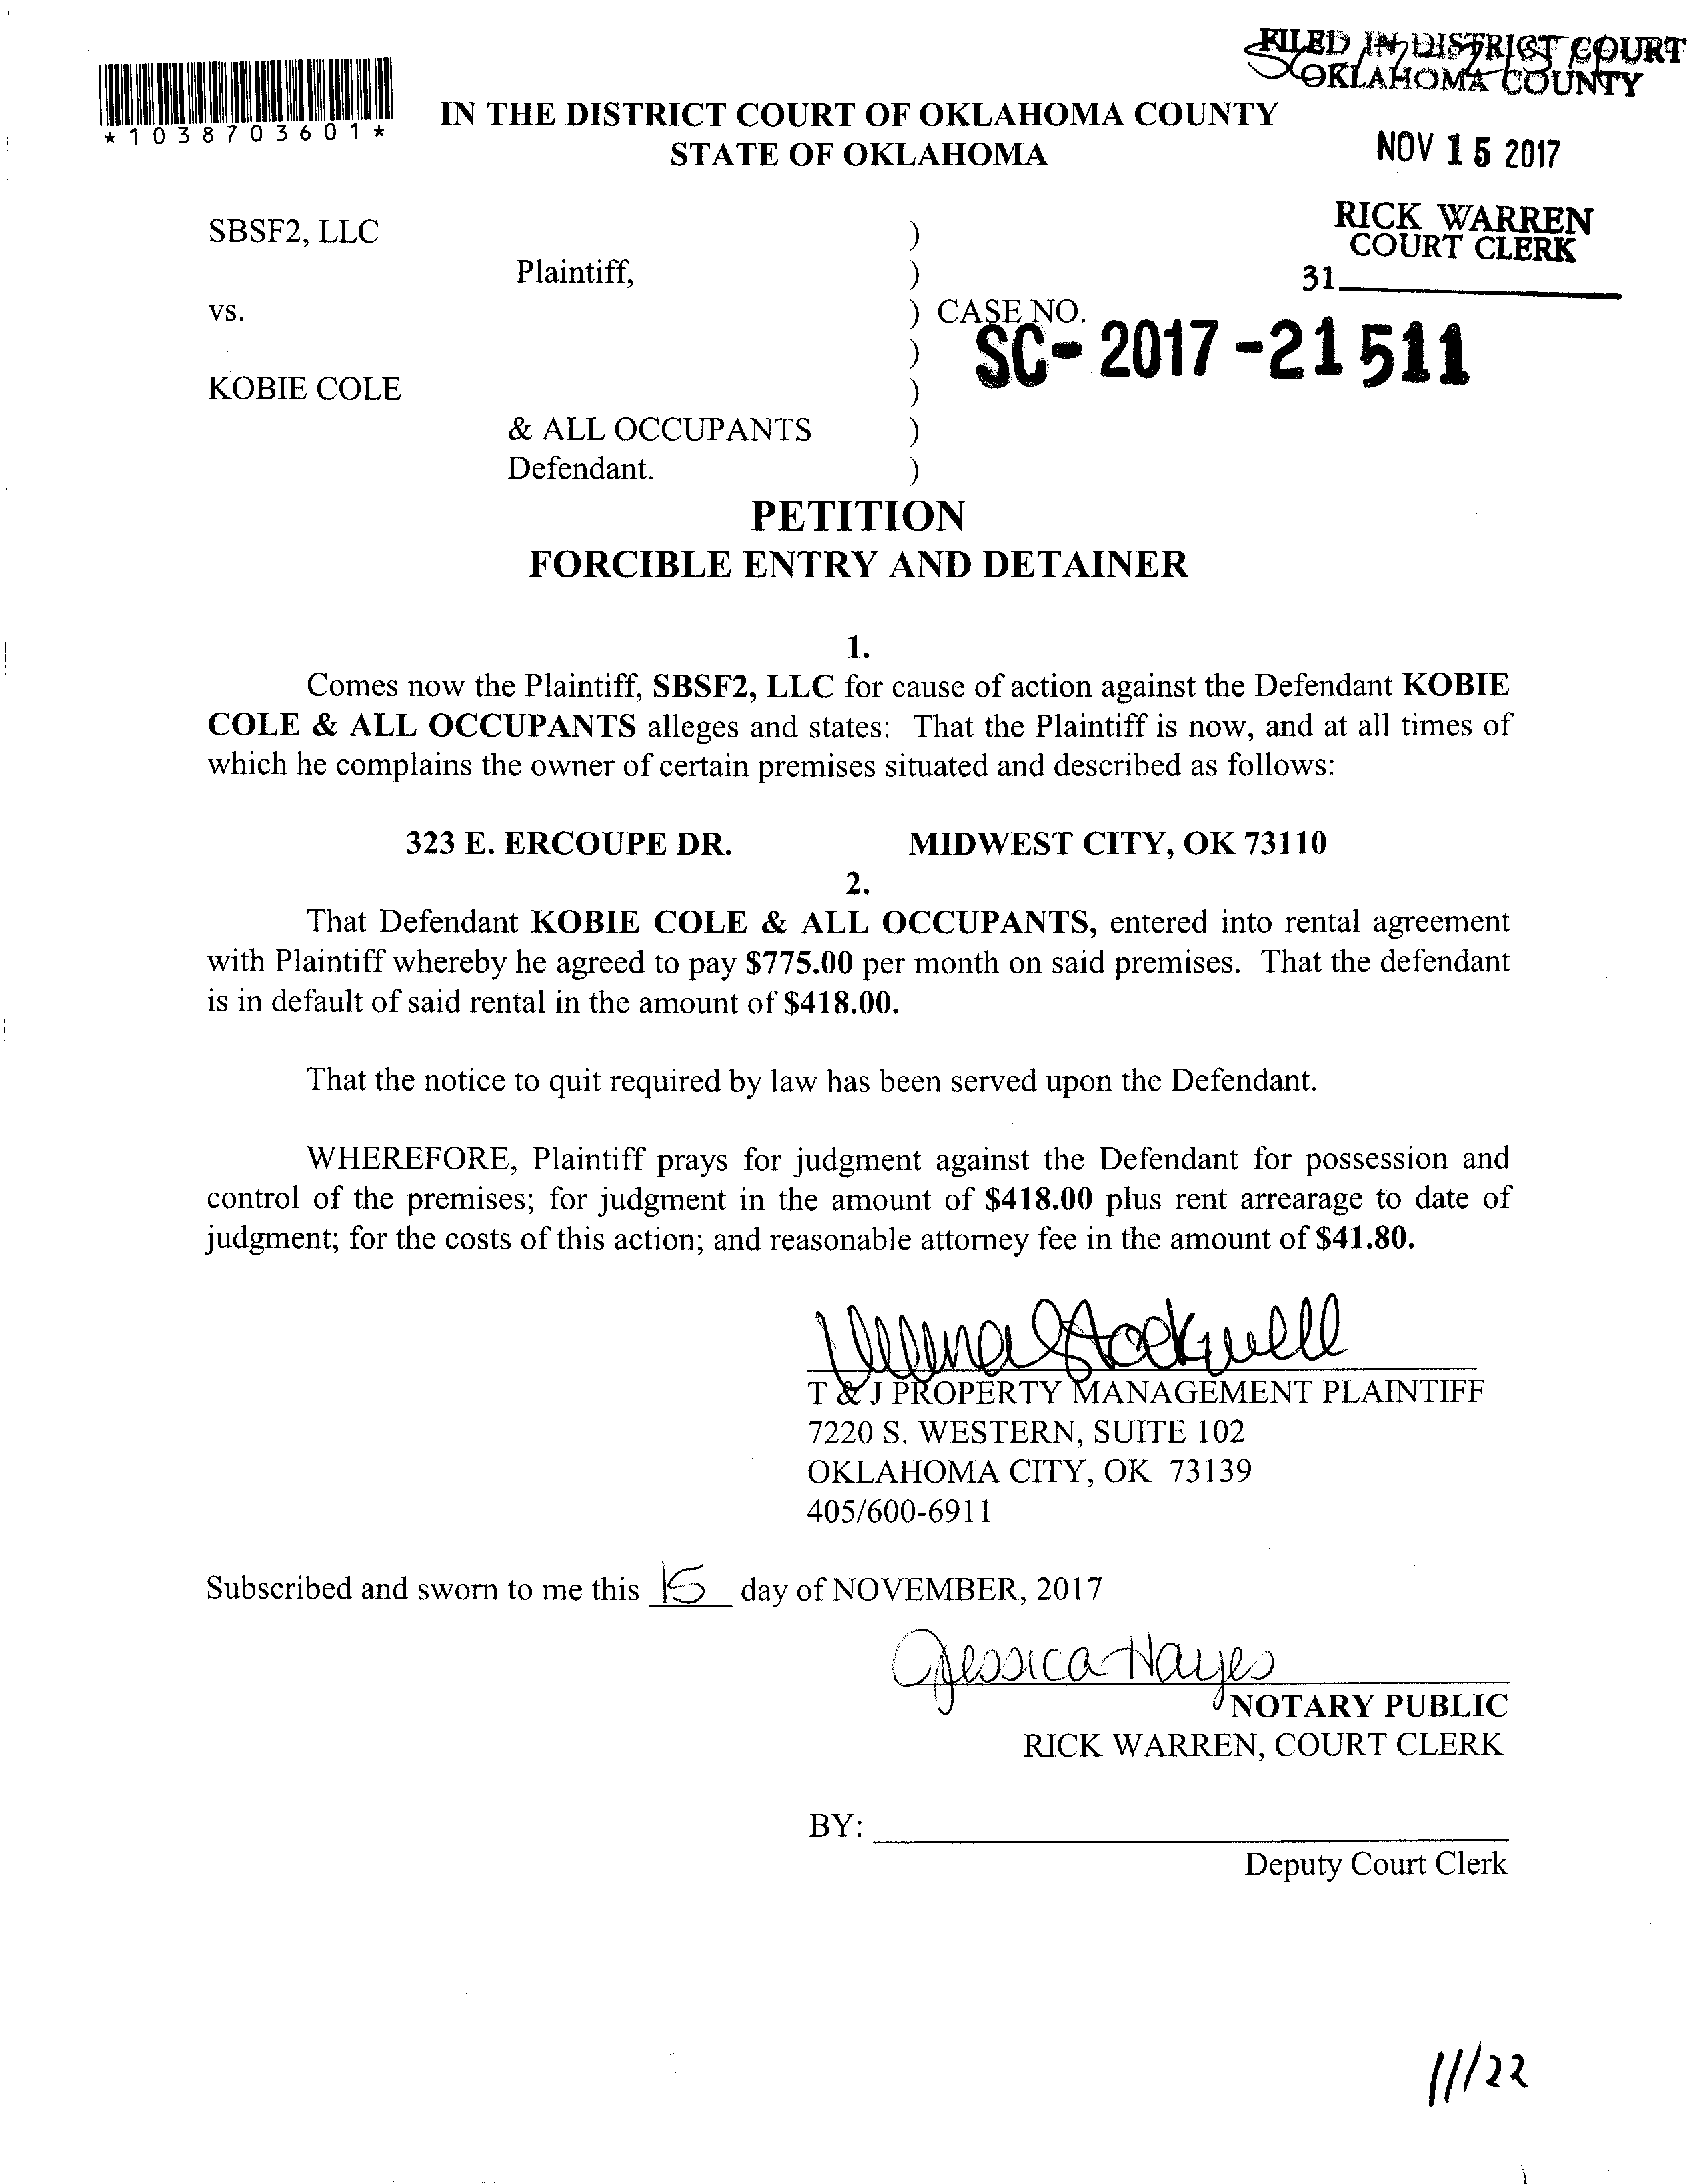 FILED IN DISTRICT COURT
OKLAHOMA COUNTY
*1038703601*
IN THE DISTRICT COURT OF OKLAHOMA COUNTY
STATE OF OKLAHOMA
NOV 15 2017
RICK WARREN
COURT CLERK
31
SBSF2, LLC )
Plaintiff, )
vs. ) CASE NO.
) SC-2017-21511
KOBIE COLE )
& ALL OCCUPANTS )
Defendant. )
PETITION
FORCIBLE ENTRY AND DETAINER
1.
Comes now the Plaintiff, SBSF2, LLC for cause of action against the Defendant KOBIE
COLE & ALL OCCUPANTS alleges and states: That the Plaintiff is now, and at all times of
which he complains the owner of certain premises situated and described as follows:
323 E. ERCOUPE DR. MIDWEST CITY, OK 73110
2.
That Defendant KOBIE COLE & ALL OCCUPANTS, entered into rental agreement
with Plaintiff whereby he agreed to pay $775.00 per month on said premises. That the defendant
is in default of said rental in the amount of $418.00.
That the notice to quit required by law has been served upon the Defendant.
WHEREFORE, Plaintiff prays for judgment against the Defendant for possession and
control of the premises; for judgment in the amount of $418.00 plus rent arrearage to date of
judgment; for the costs of this action; and reasonable attorney fee in the amount of $41.80.
Stockwell
T & J PROPERTY MANAGEMENT PLAINTIFF
7220 S. WESTERN, SUITE 102
OKLAHOMA CITY, OK 73139
405/600-6911
Subscribed and sworn to me this 15 day of NOVEMBER, 2017
Jessica Hayes
NOTARY PUBLIC
RICK WARREN, COURT CLERK
BY:
Deputy Court Clerk
11/22